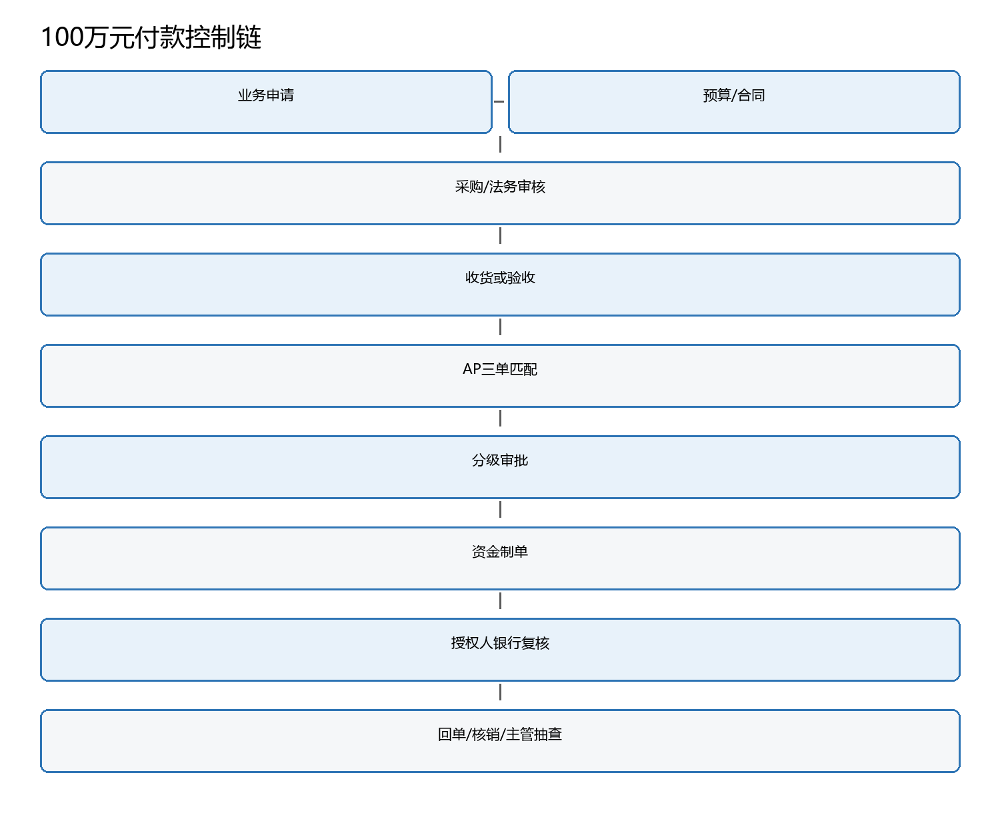 100万元付款控制链
业务申请
预算/合同
采购/法务审核
收货或验收
AP三单匹配
分级审批
资金制单
授权人银行复核
回单/核销/主管抽查